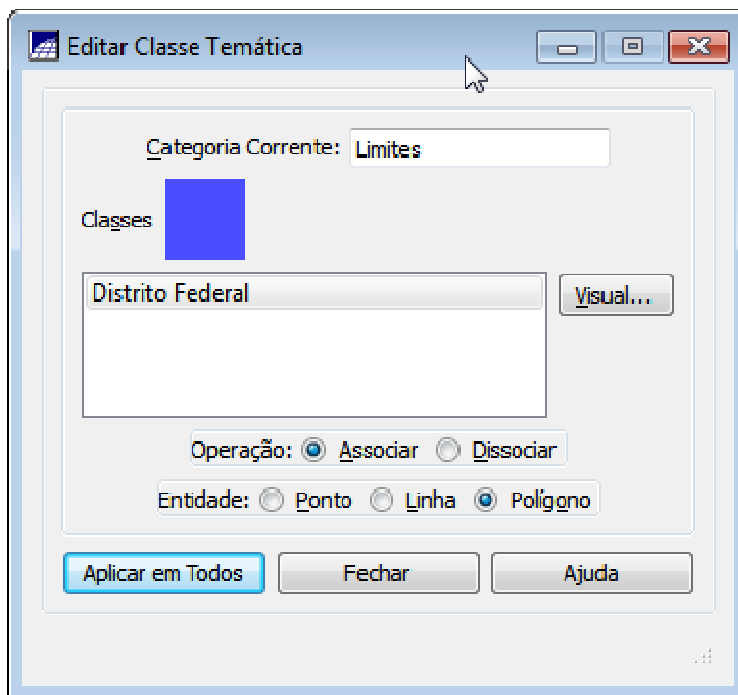 Editar Classe Temática
Categoria Corrente: Limites
Classes
Distrito Federal
Visual...
Operação: Associar Dissociar
Entidade: Ponto Linha Polígono
Aplicar em Todos Fechar Ajuda